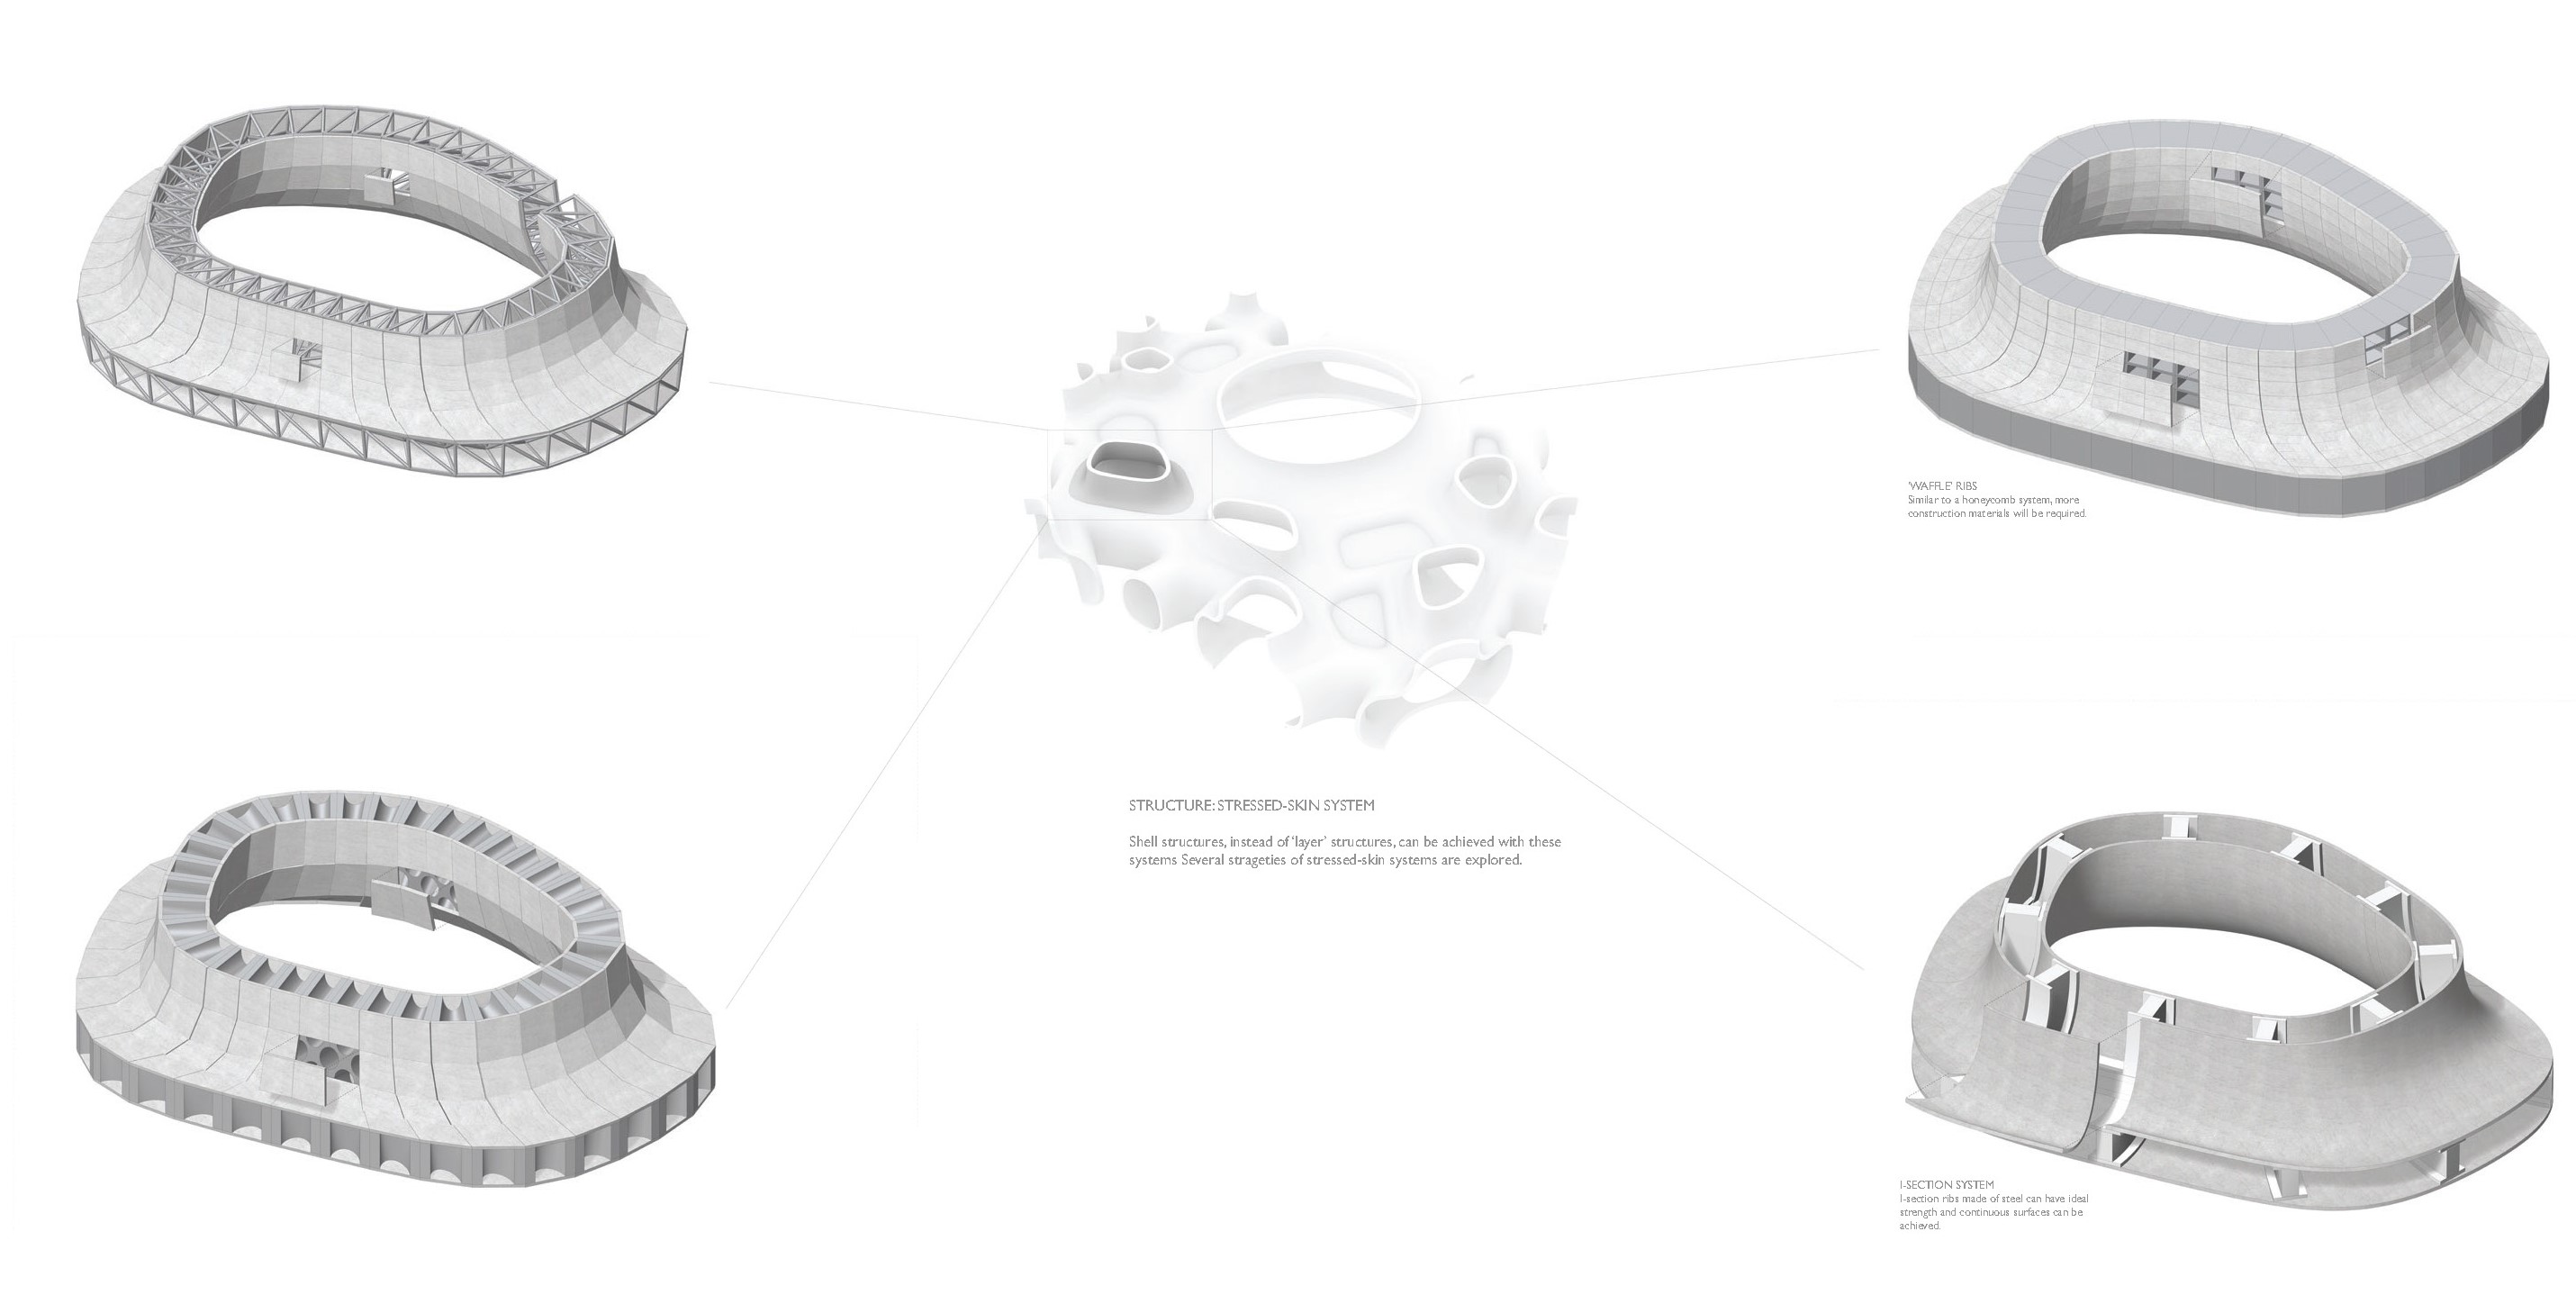 'WAFFLE' RIBS
Similar to a honeycomb system, more
construction materials will be required.
STRUCTURE: STRESSED-SKIN SYSTEM
Shell structures, instead of 'layer' structures, can be achieved with these
systems Several strageties of stressed-skin systems are explored.
I-SECTION SYSTEM
I-section ribs made of steel can have ideal
strength and continuous surfaces can be
achieved.